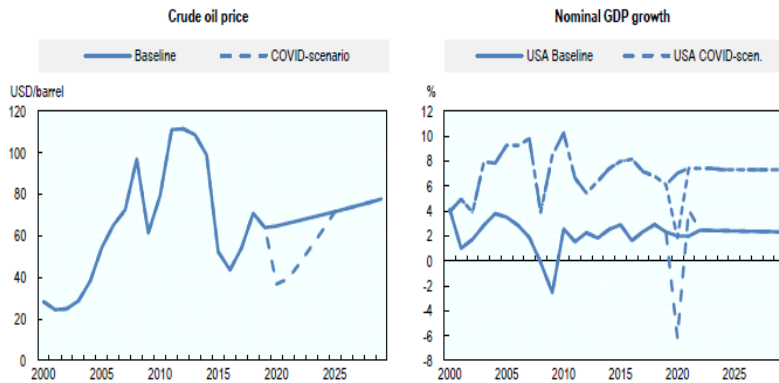 Crude oil price
Baseline
COVID-scenario
USD/barrel
120
100
80
60
40
20
0
2000 2005 2010 2015 2020 2025
Nominal GDP growth
USA Baseline
USA COVID-scen.
%
12
10
8
6
4
2
0
-2
-4
-6
-8
2000 2005 2010 2015 2020 2025